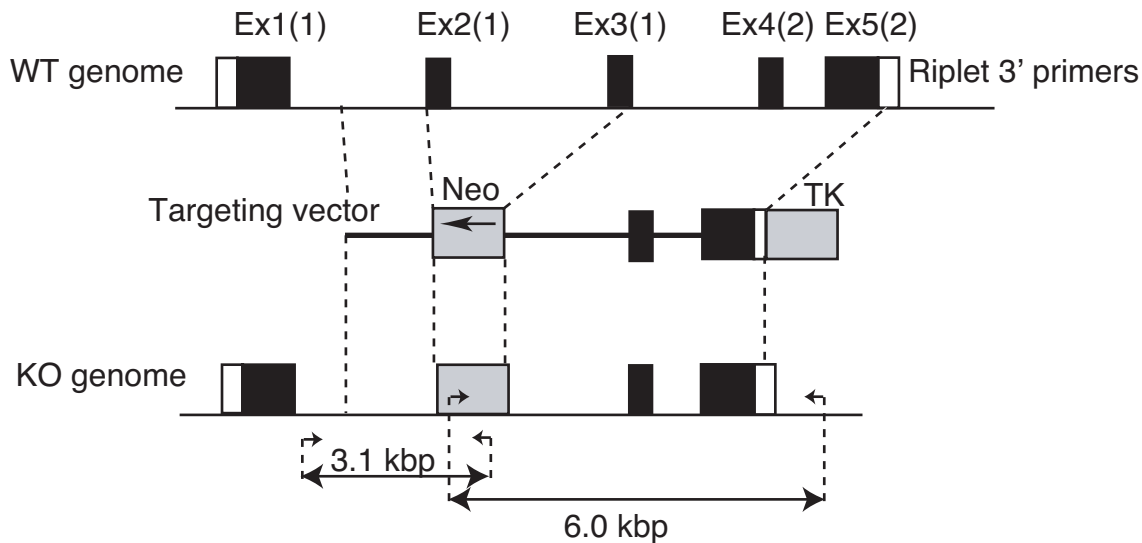 Ex1(1) Ex2(1) Ex3(1) Ex4(2) Ex5(2)
WT genome
Riplet 3’ primers
Neo
TK
Targeting vector
KO genome
3.1 kbp
6.0 kbp